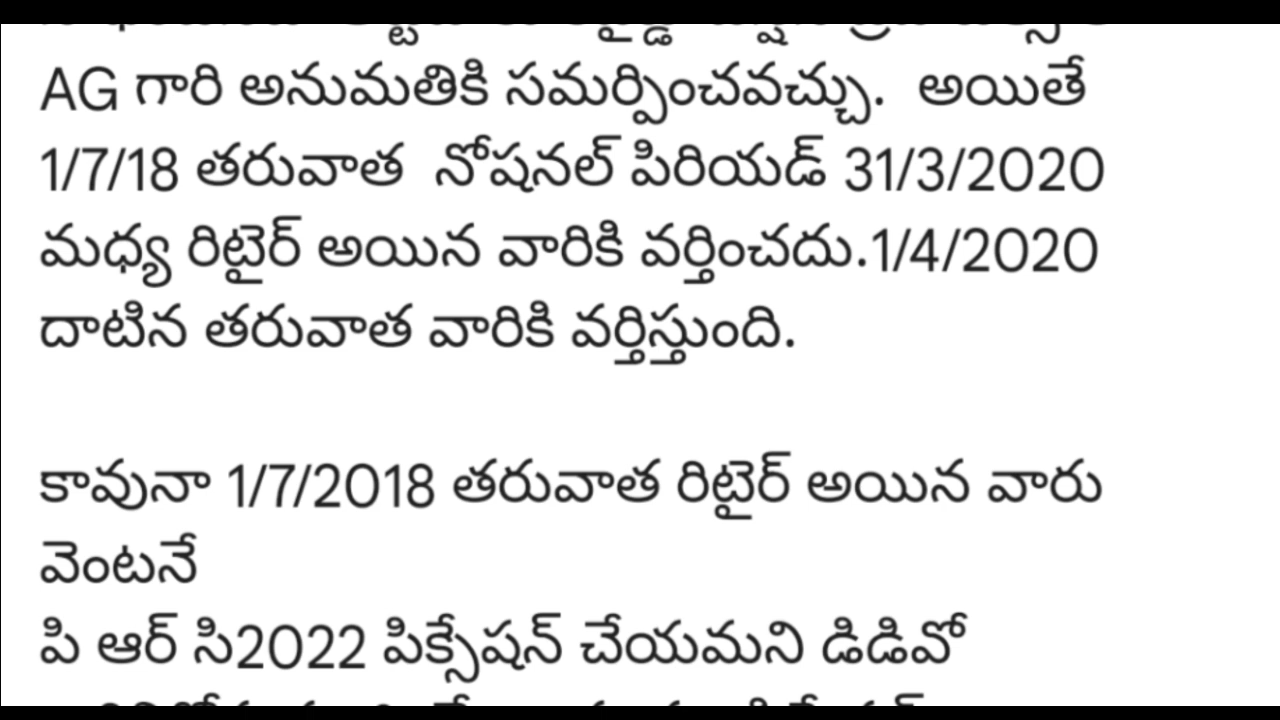 AG గారి అనుమతికి సమర్పించవచ్చు. అయితే
1/7/18 తరువాత నోషనల్ పిరియడ్ 31/3/2020
మధ్య రిటైర్ అయిన వారికి వర్తించదు.1/4/2020
దాటిన తరువాత వారికి వర్తిస్తుంది.
కావునా 1/7/2018 తరువాత రిటైర్ అయిన వారు
వెంటనే
పి ఆర్ సి2022 పిక్సేషన్ చేయమని డిడివో